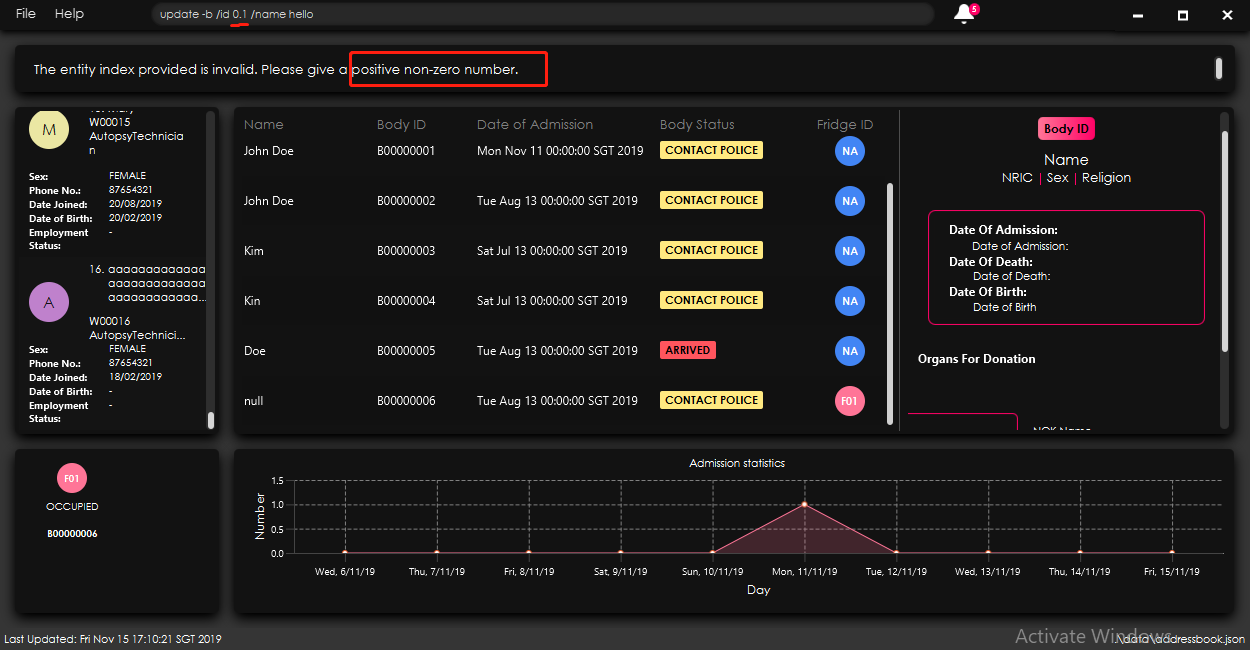 File Help update -b /id 0.1 /name hello 5
The entity index provided is invalid. Please give a positive non-zero number.
M
W00015
AutopsyTechnicia
n
Sex: FEMALE
Phone No.: 87654321
Date Joined: 20/08/2019
Date of Birth: 20/02/2019
Employment -
Status:
16. aaaaaaaaaaaaa
aaaaaaaaaaaaa
aaaaaaaaaaaa...
A
W00016
AutopsyTechnici...
Sex: FEMALE
Phone No.: 87654321
Date Joined: 18/02/2019
Date of Birth: -
Employment -
Status:
Name Body ID Date of Admission Body Status Fridge ID
John Doe B00000001 Mon Nov 11 00:00:00 SGT 2019 CONTACT POLICE NA
John Doe B00000002 Tue Aug 13 00:00:00 SGT 2019 CONTACT POLICE NA
Kim B00000003 Sat Jul 13 00:00:00 SGT 2019 CONTACT POLICE NA
Kin B00000004 Sat Jul 13 00:00:00 SGT 2019 CONTACT POLICE NA
Doe B00000005 Tue Aug 13 00:00:00 SGT 2019 ARRIVED NA
null B00000006 Tue Aug 13 00:00:00 SGT 2019 CONTACT POLICE F01
Body ID
Name
NRIC | Sex | Religion
Date Of Admission:
Date of Admission:
Date Of Death:
Date of Death:
Date Of Birth:
Date of Birth
Organs For Donation
NOK Name
F01
OCCUPIED
B00000006
Admission statistics
Number
1.5
1.0
0.5
0.0
Wed, 6/11/19 Thu, 7/11/19 Fri, 8/11/19 Sat, 9/11/19 Sun, 10/11/19 Mon, 11/11/19 Tue, 12/11/19 Wed, 13/11/19 Thu, 14/11/19 Fri, 15/11/19
Day
Last Updated: Fri Nov 15 17:10:21 SGT 2019
Activate Windows
.\data\addressbook.json